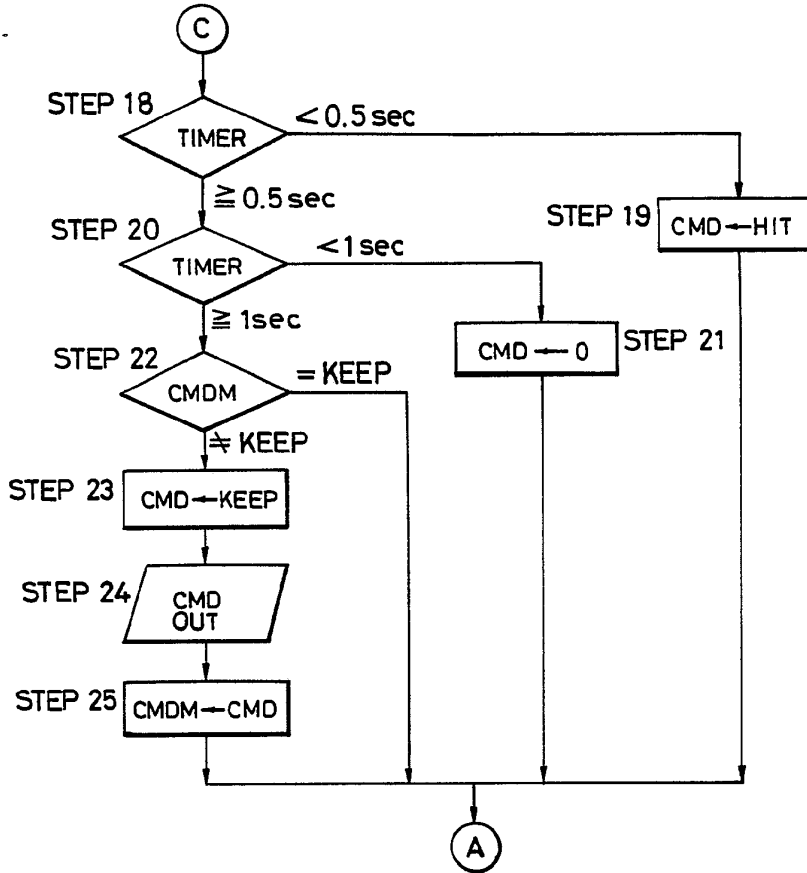 C
STEP 18
TIMER
< 0.5 sec
≧ 0.5 sec
STEP 19
CMD ← HIT
STEP 20
TIMER
< 1 sec
≧ 1 sec
STEP 21
CMD ← 0
STEP 22
CMDM
= KEEP
≠ KEEP
STEP 23
CMD ← KEEP
STEP 24
CMD
OUT
STEP 25
CMDM ← CMD
A